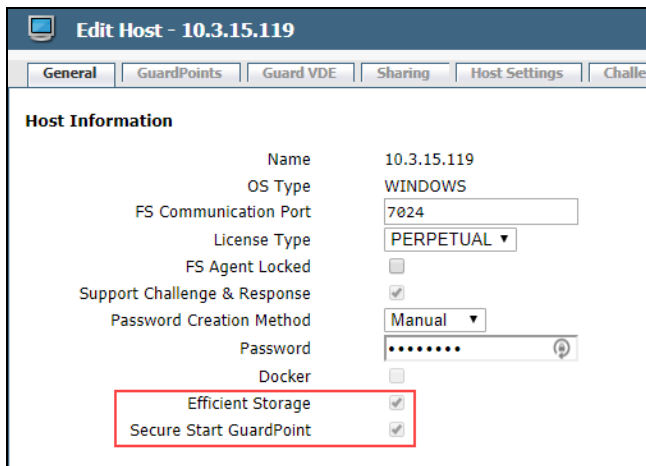 Edit Host - 10.3.15.119
General GuardPoints Guard VDE Sharing Host Settings Challe
Host Information
Name 10.3.15.119
OS Type WINDOWS
FS Communication Port 7024
License Type PERPETUAL
FS Agent Locked
Support Challenge & Response
Password Creation Method Manual
Password ••••••••
Docker
Efficient Storage
Secure Start GuardPoint